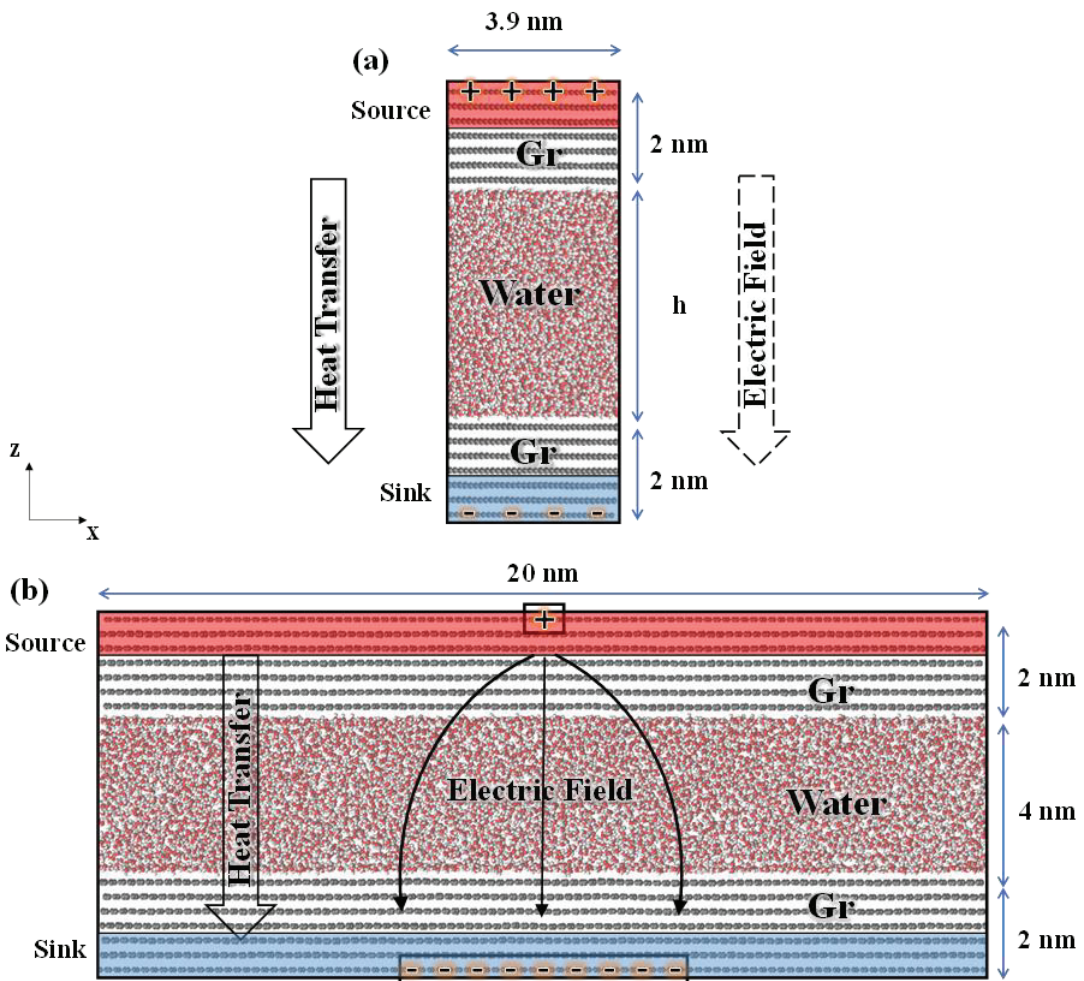 3.9 nm
(a)
+ + + +
Source
2 nm
Gr
Heat Transfer
Water
h
Electric Field
Gr
2 nm
Sink
- - - -
z
x
20 nm
(b)
+
Source
Gr
2 nm
Heat Transfer
Electric Field
Water
4 nm
Gr
2 nm
Sink
- - - - - - - - -